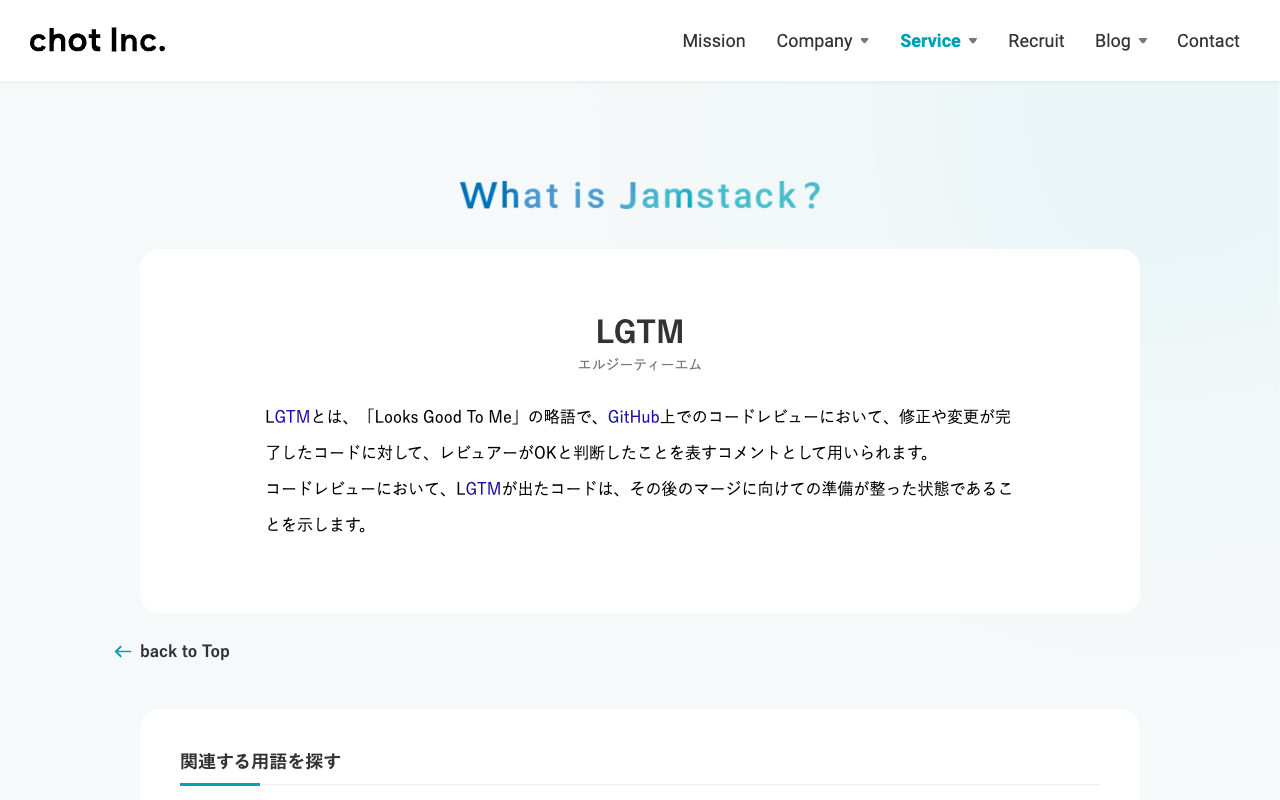 chot Inc.
Mission
Company
Service
Recruit
Blog
Contact
What is Jamstack?
LGTM
エルジーティーエム
LGTMとは、「Looks Good To Me」の略語で、GitHub上でのコードレビューにおいて、修正や変更が完
了したコードに対して、レビュアーがOKと判断したことを表すコメントとして用いられます。
コードレビューにおいて、LGTMが出たコードは、その後のマージに向けての準備が整った状態であるこ
とを示します。
back to Top
関連する用語を探す